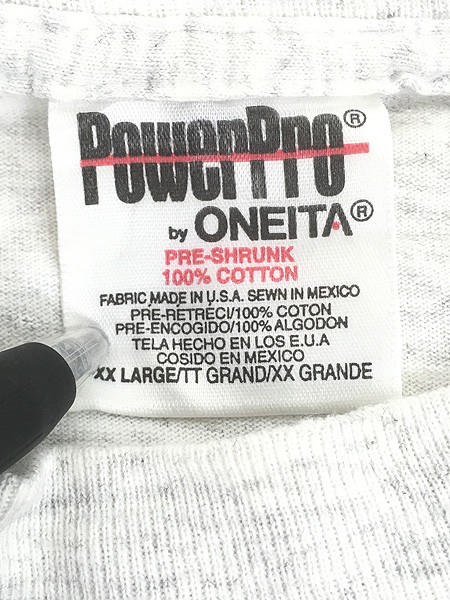 PowerPro®
by ONEITA®
PRE-SHRUNK
100% COTTON
FABRIC MADE IN U.S.A. SEWN IN MEXICO
PRE-RETRECI/100% COTON
PRE-ENCOGIDO/100% ALGODON
TELA HECHO EN LOS E.U.A
COSIDO EN MEXICO
XX LARGE/TT GRAND/XX GRANDE